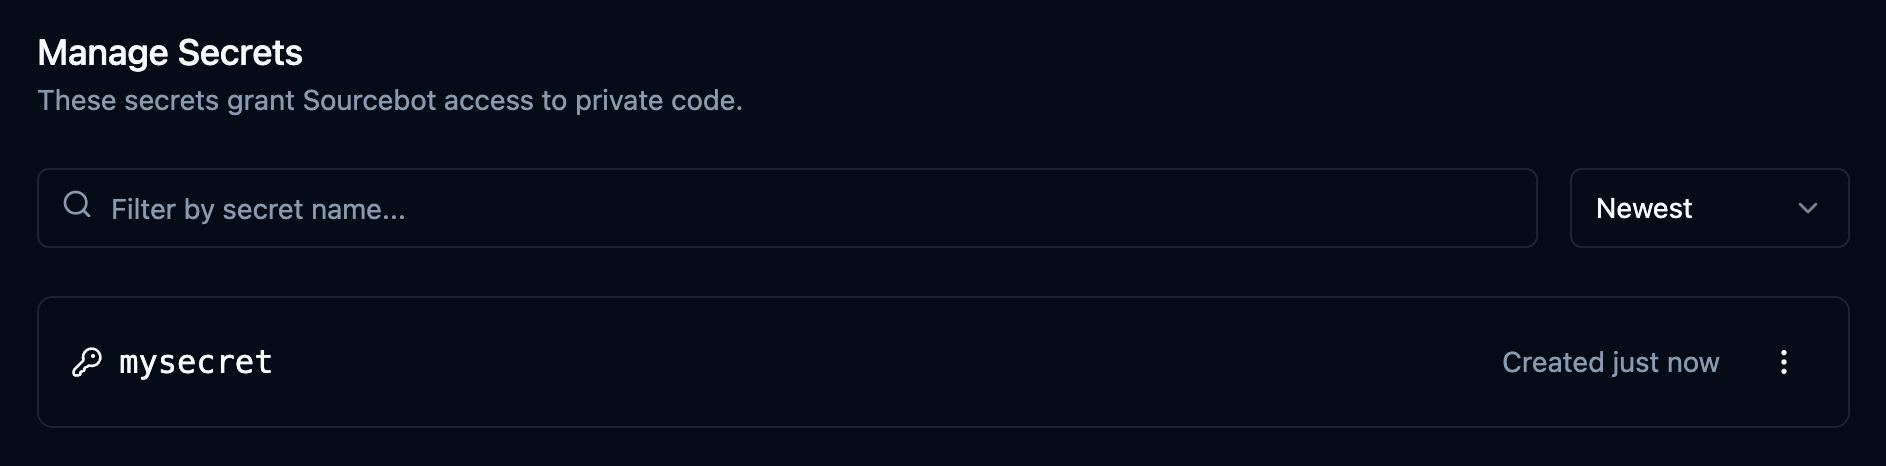 Manage Secrets
These secrets grant Sourcebot access to private code.
Filter by secret name...
Newest
mysecret
Created just now